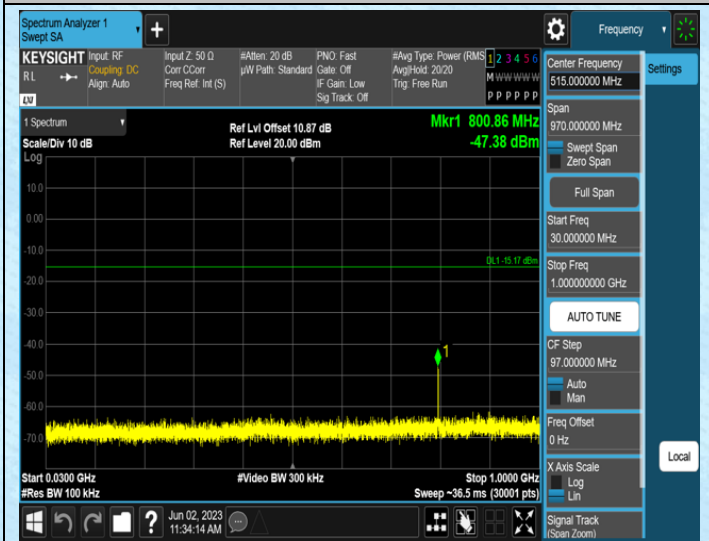 Spectrum Analyzer 1
Swept SA
+
Frequency
KEYSIGHT
RL
LXI
Input: RF
Coupling: DC
Align: Auto
Input Z: 50 Ω
Corr CCorr
Freq Ref: Int (S)
#Atten: 20 dB
µW Path: Standard
PNO: Fast
Gate: Off
IF Gain: Low
Sig Track: Off
#Avg Type: Power (RMS
Avg|Hold: 20/20
Trig: Free Run
1 2 3 4 5 6
M W W W W W
P P P P P P
1 Spectrum
Scale/Div 10 dB
Log
Ref Lvl Offset 10.87 dB
Ref Level 20.00 dBm
Mkr1 800.86 MHz
-47.38 dBm
10.0
0.00
-10.0
DL1 -15.17 dBm
-20.0
-30.0
-40.0
1
-50.0
-60.0
-70.0
Start 0.0300 GHz
#Res BW 100 kHz
#Video BW 300 kHz
Stop 1.0000 GHz
Sweep ~36.5 ms (30001 pts)
?
Jun 02, 2023
11:34:14 AM
Center Frequency
515.000000 MHz
Span
970.000000 MHz
Swept Span
Zero Span
Full Span
Start Freq
30.000000 MHz
Stop Freq
1.000000000 GHz
AUTO TUNE
CF Step
97.000000 MHz
Auto
Man
Freq Offset
0 Hz
X Axis Scale
Log
Lin
Signal Track
(Span Zoom)
Settings
Local